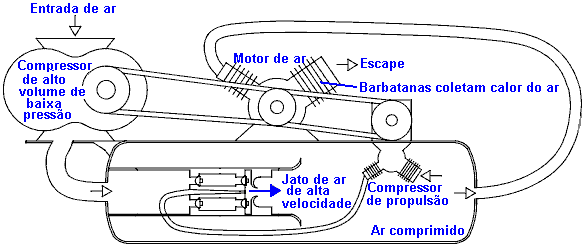 Entrada de ar
Compressor
de alto
volume de
baixa
pressão
Motor de ar
Escape
Barbatanas coletam calor do ar
Jato de ar
de alta
velocidade
Compressor
de propulsão
Ar comprimido